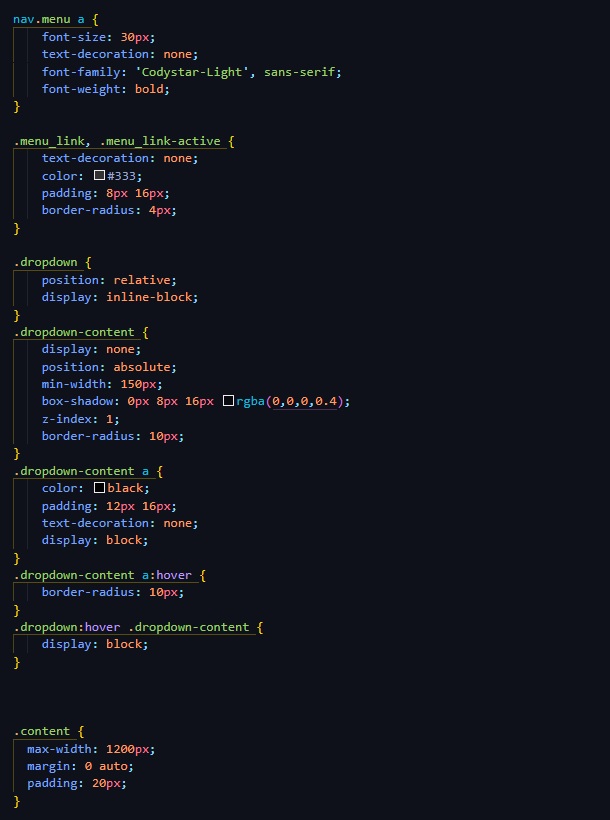 nav.menu a {
    font-size: 30px;
    text-decoration: none;
    font-family: 'Codystar-Light', sans-serif;
    font-weight: bold;
}

.menu_link, .menu_link-active {
    text-decoration: none;
    color: #333;
    padding: 8px 16px;
    border-radius: 4px;
}

.dropdown {
    position: relative;
    display: inline-block;
}
.dropdown-content {
    display: none;
    position: absolute;
    min-width: 150px;
    box-shadow: 0px 8px 16px rgba(0,0,0,0.4);
    z-index: 1;
    border-radius: 10px;
}
.dropdown-content a {
    color: black;
    padding: 12px 16px;
    text-decoration: none;
    display: block;
}
.dropdown-content a:hover {
    border-radius: 10px;
}
.dropdown:hover .dropdown-content {
    display: block;
}

.content {
  max-width: 1200px;
  margin: 0 auto;
  padding: 20px;
}